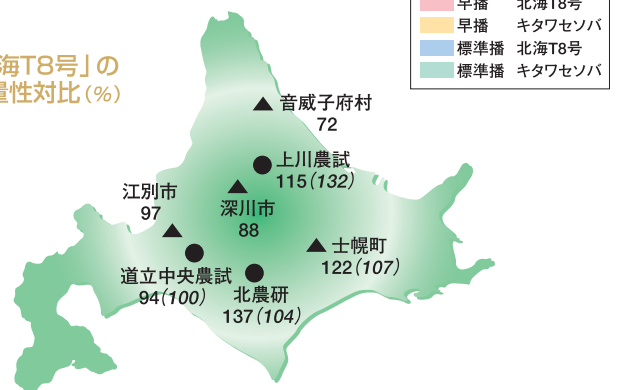 海T8号」の
量性対比(%)
早播 北海T8号
早播 キタワセソバ
標準播 北海T8号
標準播 キタワセソバ
音威子府村
72
上川農試
115(132)
江別市
97
深川市
88
士幌町
122(107)
道立中央農試
94(100)
北農研
137(104)